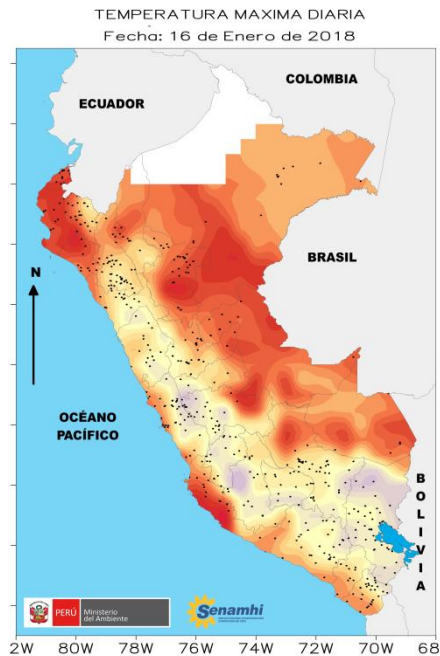 TEMPERATURA MAXIMA DIARIA
Fecha: 16 de Enero de 2018
COLOMBIA
ECUADOR
BRASIL
N
OCÉANO
PACÍFICO
BOLIVIA
PERÚ
Ministerio
del Ambiente
Senamhi
2W 80W 78W 76W 74W 72W 70W 68